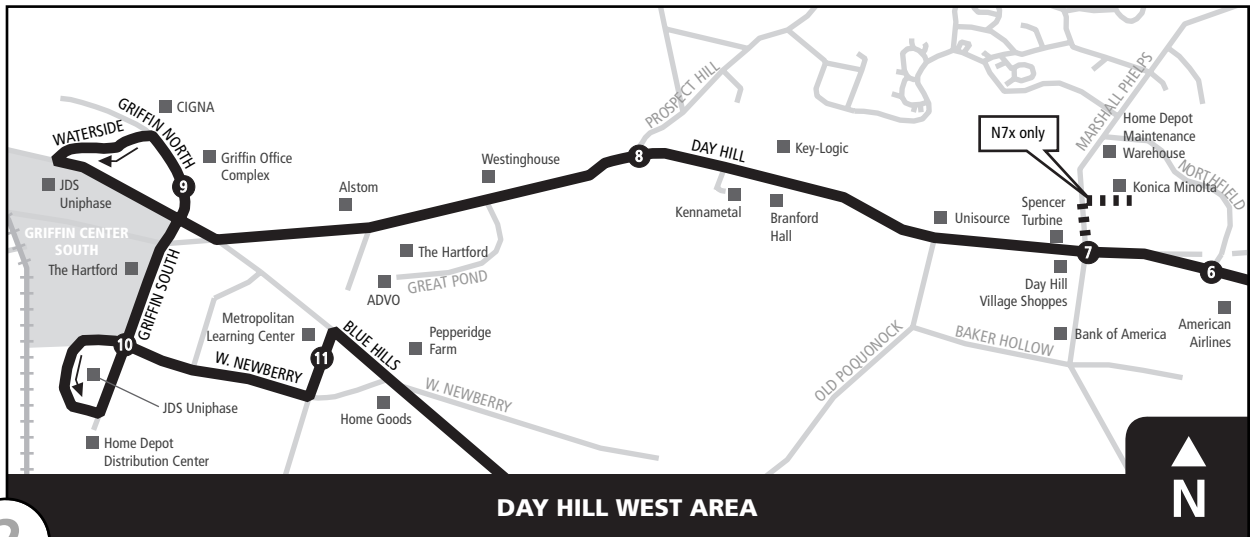 CIGNA
GRIFFIN NORTH
WATERSIDE
Griffin Office
Complex
9
JDS
Uniphase
GRIFFIN CENTER
SOUTH
The Hartford
GRIFFIN SOUTH
10
JDS Uniphase
Home Depot
Distribution Center
Alstom
Westinghouse
The Hartford
ADVO
GREAT POND
Metropolitan
Learning Center
11
W. NEWBERRY
BLUE HILLS
Pepperidge
Farm
Home Goods
W. NEWBERRY
PROSPECT HILL
8
DAY HILL
Key-Logic
Kennametal
Branford
Hall
Unisource
N7x only
MARSHALL PHELPS
Home Depot
Maintenance
Warehouse
Konica Minolta
NORTHFIELD
Spencer
Turbine
7
6
Day Hill
Village Shoppes
Bank of America
American
Airlines
BAKER HOLLOW
OLD POQUONOCK
N
DAY HILL WEST AREA